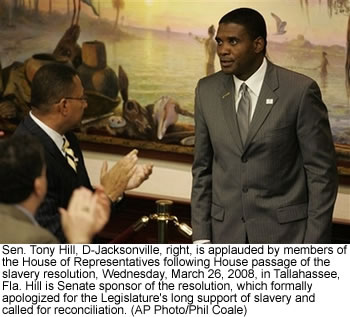 Sen. Tony Hill, D-Jacksonville, right, is applauded by members of
the House of Representatives following House passage of the
slavery resolution, Wednesday, March 26, 2008, in Tallahassee,
Fla. Hill is Senate sponsor of the resolution, which formally
apologized for the Legislature's long support of slavery and
called for reconciliation. (AP Photo/Phil Coale)